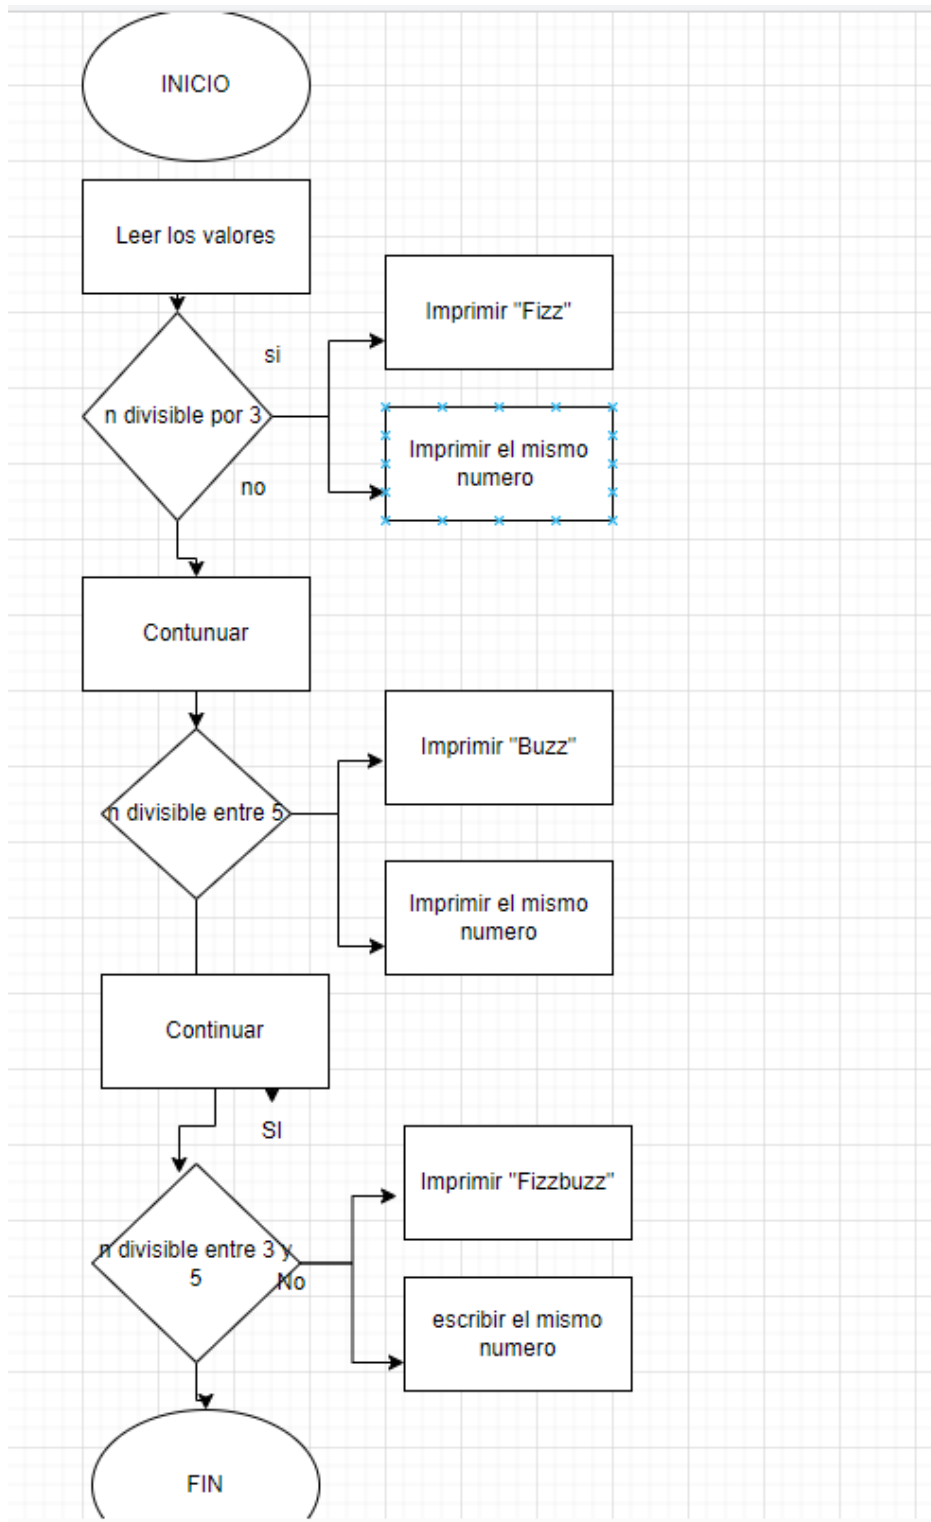 INICIO
Leer los valores
Imprimir "Fizz"
si
n divisible por 3
Imprimir el mismo
numero
no
Contunuar
Imprimir "Buzz"
n divisible entre 5
Imprimir el mismo
numero
Continuar
SI
Imprimir "Fizzbuzz"
n divisible entre 3 y
5
No
escribir el mismo
numero
FIN